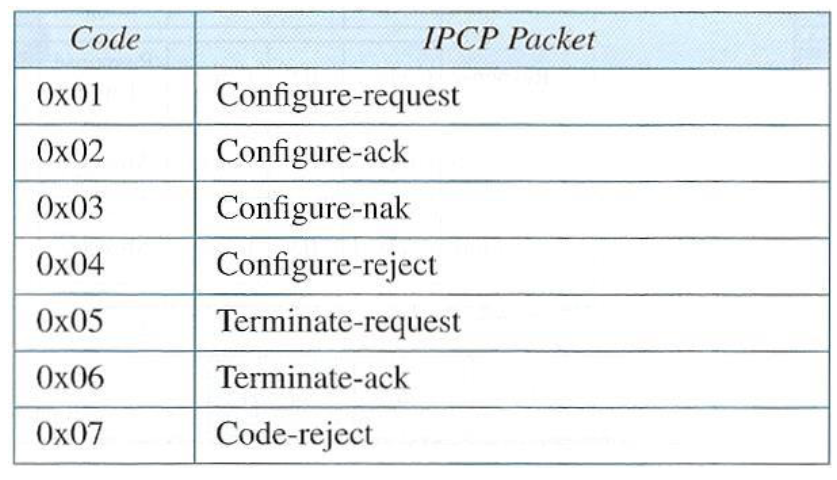 Code IPCP Packet
0x01 Configure-request
0x02 Configure-ack
0x03 Configure-nak
0x04 Configure-reject
0x05 Terminate-request
0x06 Terminate-ack
0x07 Code-reject